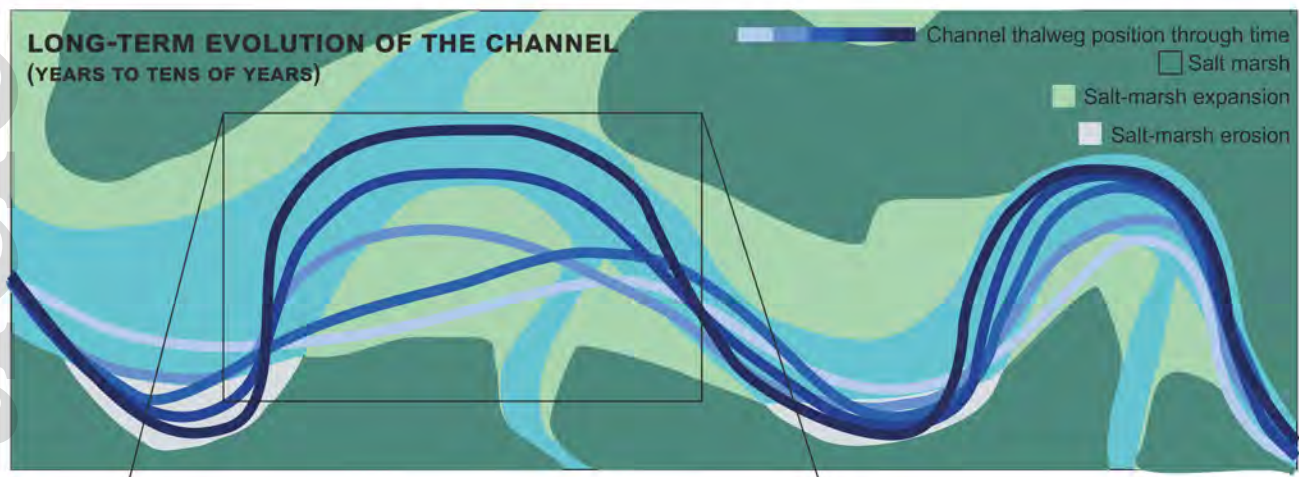 LONG-TERM EVOLUTION OF THE CHANNEL
(YEARS TO TENS OF YEARS)
Channel thalweg position through time
Salt marsh
Salt-marsh expansion
Salt-marsh erosion